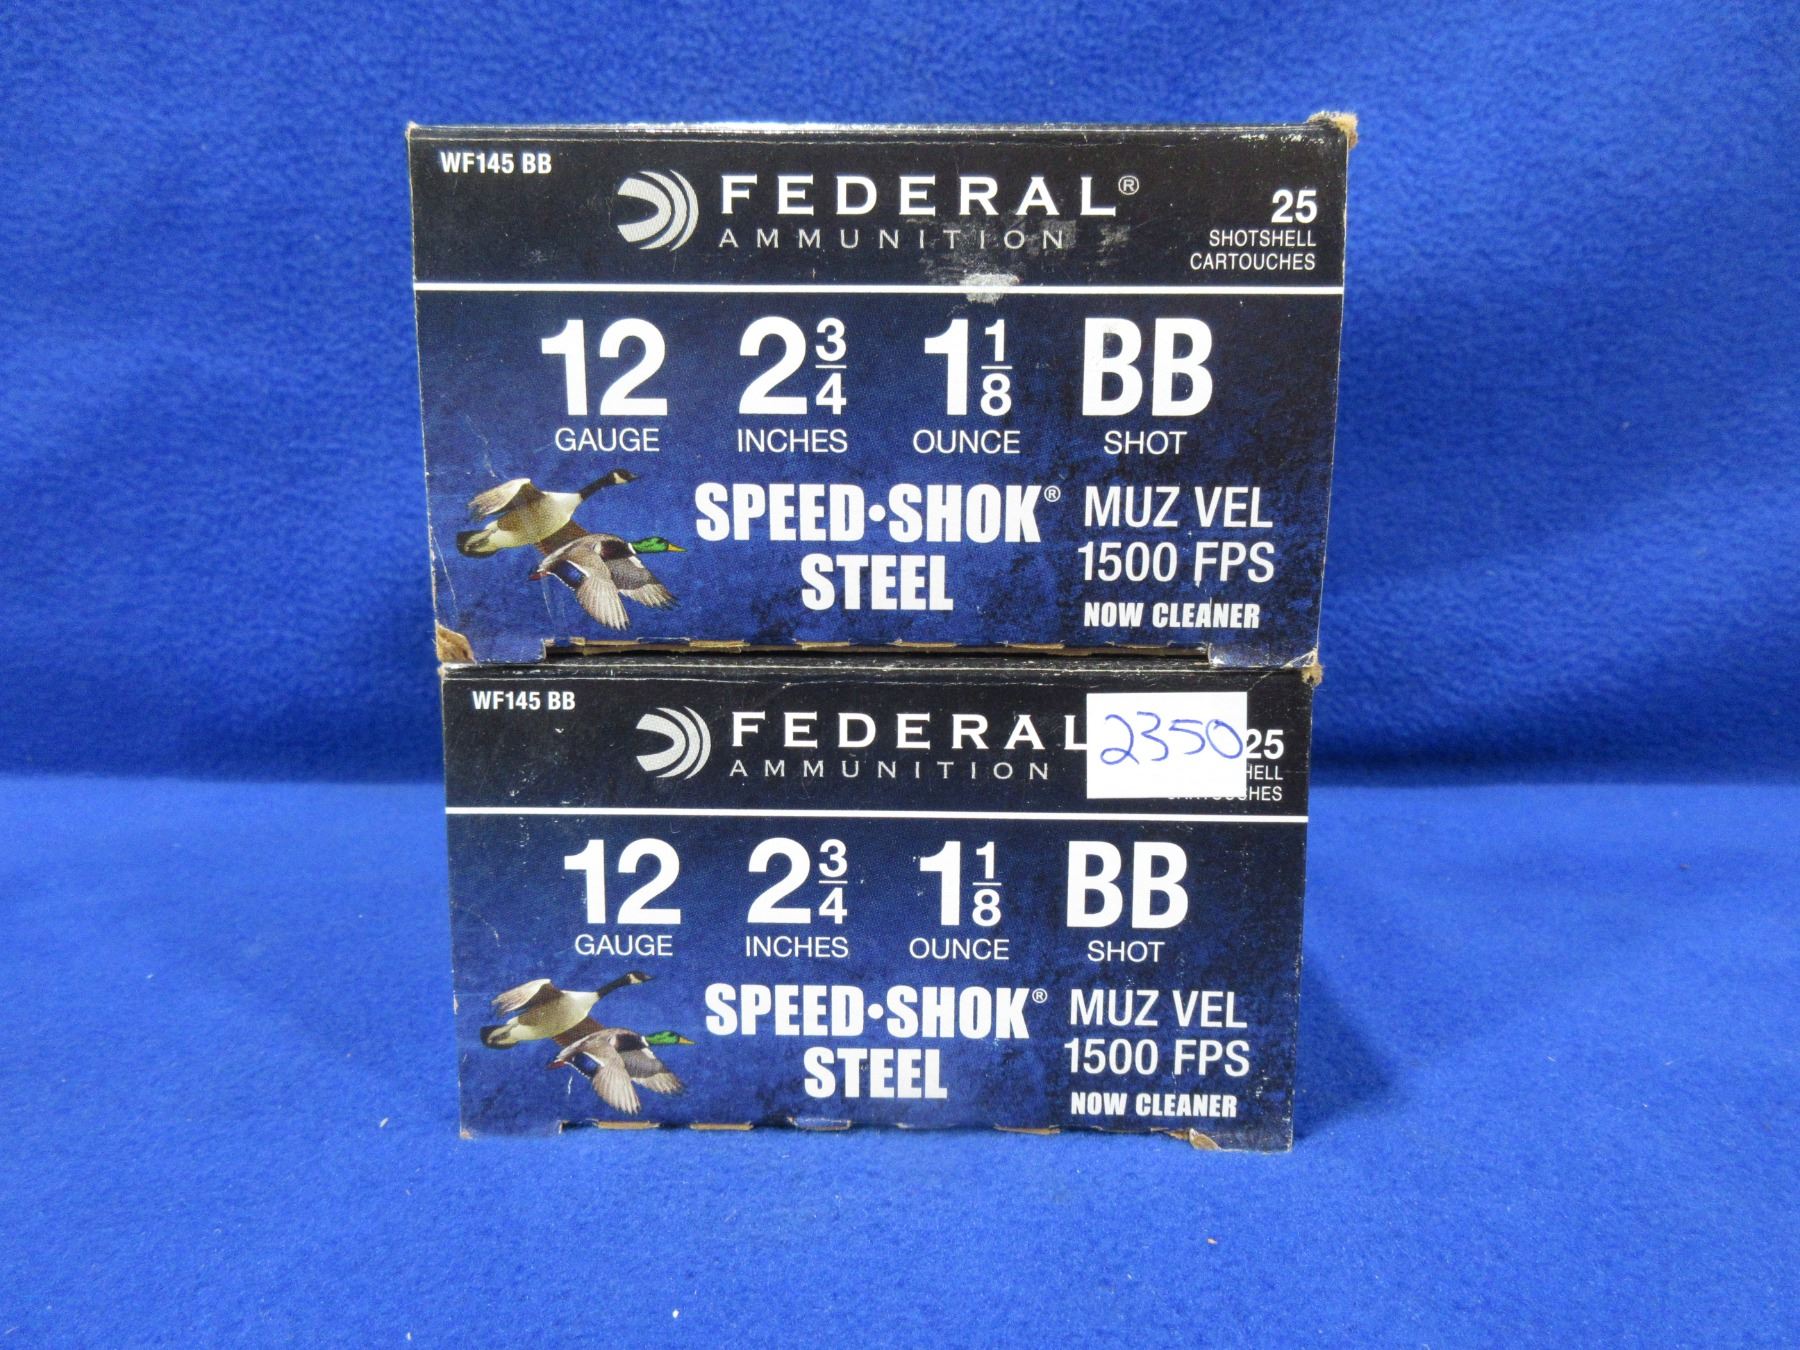 WF145 BB
FEDERAL®
AMMUNITION
25
SHOTSHELL
CARTOUCHES
12 2 3/4 1 1/8 BB
GAUGE INCHES OUNCE SHOT
SPEED•SHOK® STEEL
MUZ VEL
1500 FPS
NOW CLEANER
WF145 BB
FEDERAL
AMMUNITION
2350
25
12 2 3/4 1 1/8 BB
GAUGE INCHES OUNCE SHOT
SPEED•SHOK®
STEEL
MUZ VEL
1500 FPS
NOW CLEANER